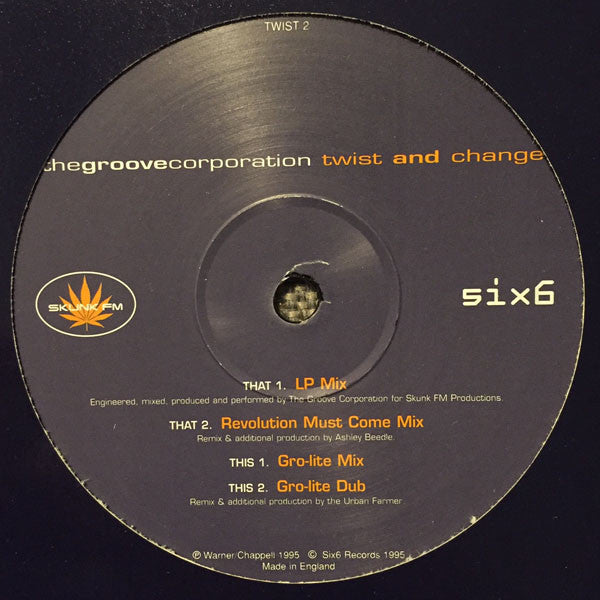 TWIST 2
thegroovecorporation twist and change
SKUNK FM
six6
THAT 1. LP Mix
Engineered, mixed, produced and performed by The Groove Corporation for Skunk FM Productions.
THAT 2. Revolution Must Come Mix
Remix & additional production by Ashley Beedle.
THIS 1. Gro-lite Mix
THIS 2. Gro-lite Dub
Remix & additional production by the Urban Farmer.
℗ Warner/Chappell 1995 © Six6 Records 1995
Made in England